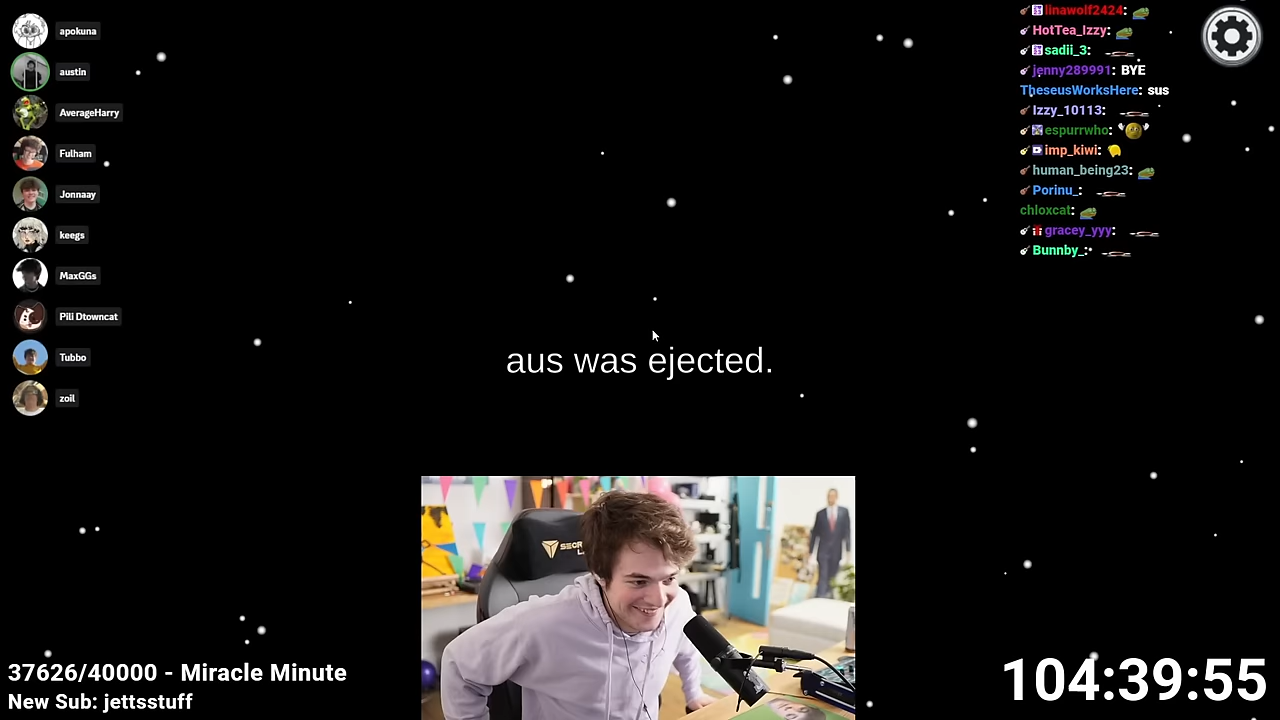 apokuna
austin
AverageHarry
Fulham
Jonnaay
keegs
MaxGGs
Pili Dtowncat
Tubbo
zoil
linawolf2424:
HotTea_Izzy:
sadii_3:
jenny289991: BYE
TheseusWorksHere: sus
Izzy_10113:
espurrwho:
imp_kiwi:
human_being23:
Porinu_:
chloxcat:
gracey_yyy:
Bunnby_:
aus was ejected.
37626/40000 - Miracle Minute
New Sub: jettsstuff
104:39:55